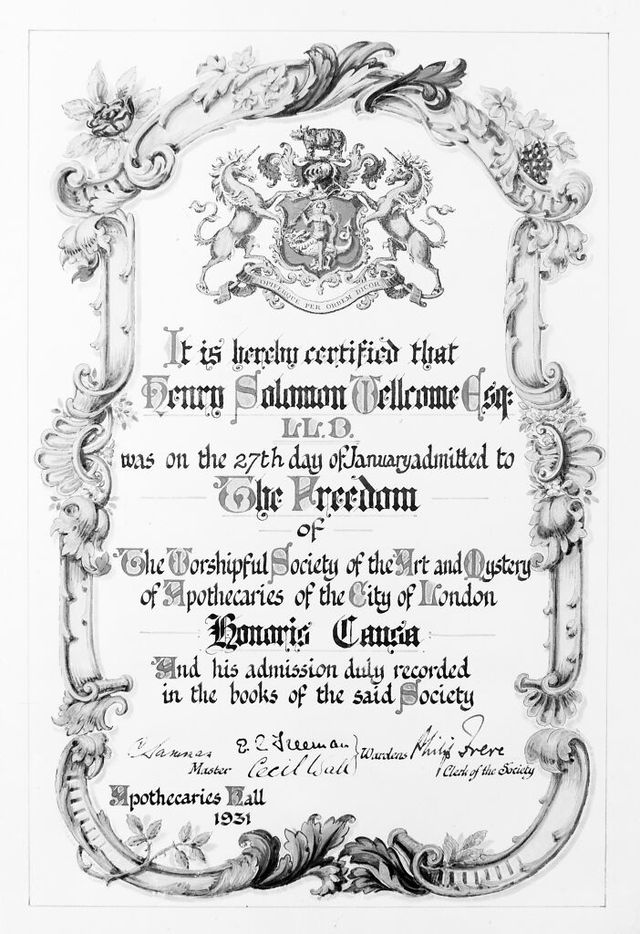 OPIFERQUE PER ORBEM DICOR
It is hereby certified that
Henry Solomon Wellcome Esq:
LL.D.
was on the 27th day of January admitted to
The Freedom
of
The Worshipful Society of the Art and Mystery
of Apothecaries of the City of London
Honoris Causa
And his admission duly recorded
in the books of the said Society
E. E. Freeman } Wardens Philip Frere
Master Cecil Wall Clerk of the Society
Apothecaries Hall
1931